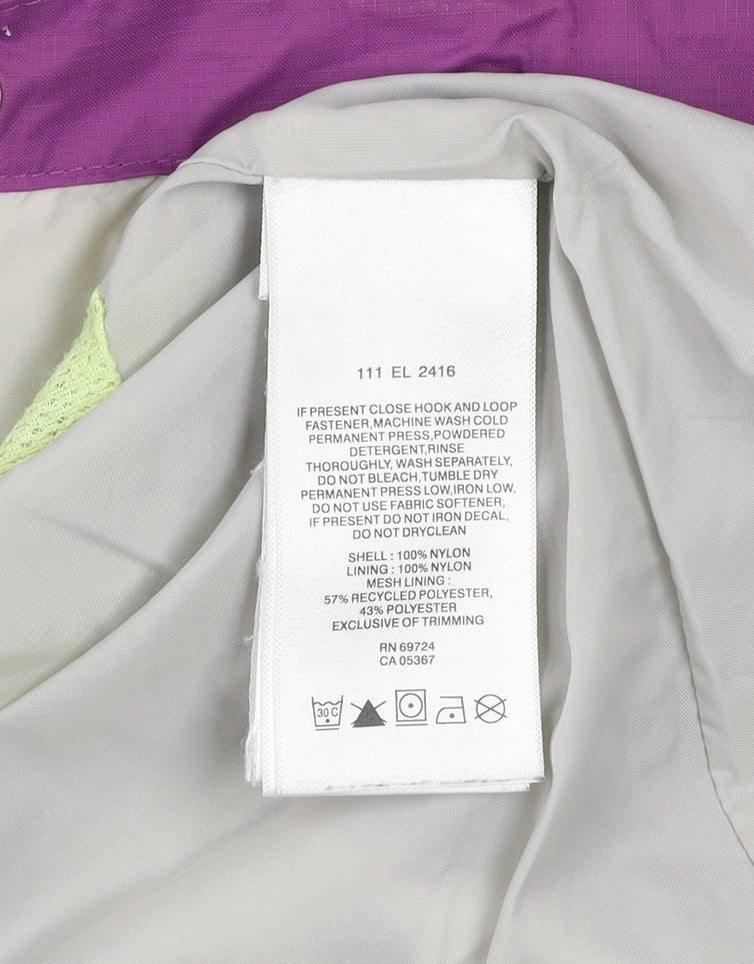 111 EL 2416
IF PRESENT CLOSE HOOK AND LOOP
FASTENER,MACHINE WASH COLD
PERMANENT PRESS,POWDERED
DETERGENT,RINSE
THOROUGHLY, WASH SEPARATELY,
DO NOT BLEACH,TUMBLE DRY
PERMANENT PRESS LOW,IRON LOW,
DO NOT USE FABRIC SOFTENER,
IF PRESENT DO NOT IRON DECAL,
DO NOT DRYCLEAN
SHELL : 100% NYLON
LINING : 100% NYLON
MESH LINING :
57% RECYCLED POLYESTER,
43% POLYESTER
EXCLUSIVE OF TRIMMING
RN 69724
CA 05367
30 C